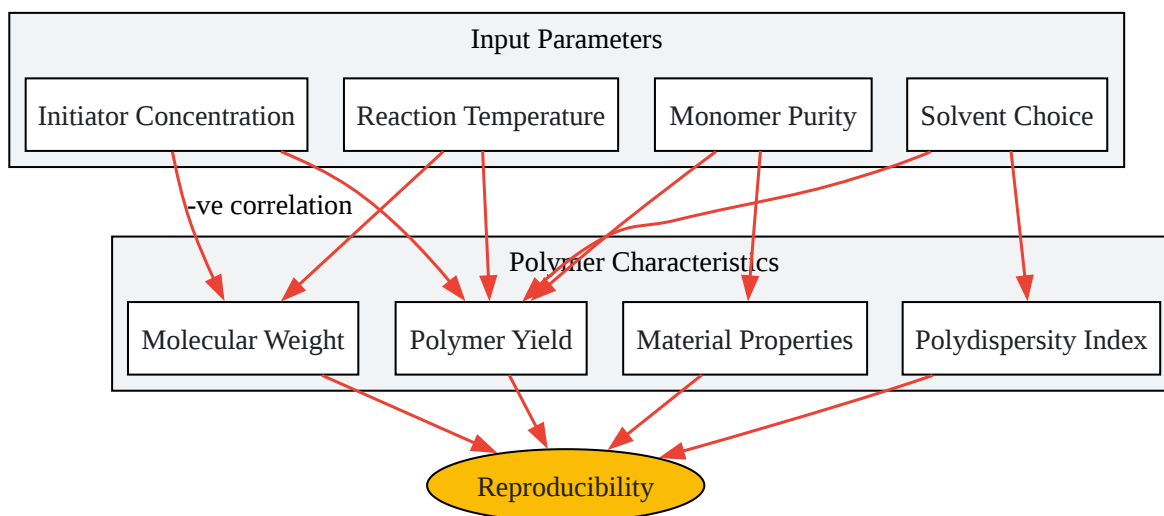 Input Parameters
Initiator Concentration
Reaction Temperature
Monomer Purity
Solvent Choice
-ve correlation
Polymer Characteristics
Molecular Weight
Polymer Yield
Material Properties
Polydispersity Index
Reproducibility